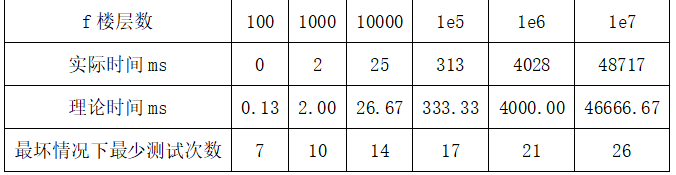 f 楼层数 100 1000 10000 1e5 1e6 1e7
实际时间 ms 0 2 25 313 4028 48717
理论时间 ms 0.13 2.00 26.67 333.33 4000.00 46666.67
最坏情况下最少测试次数 7 10 14 17 21 26